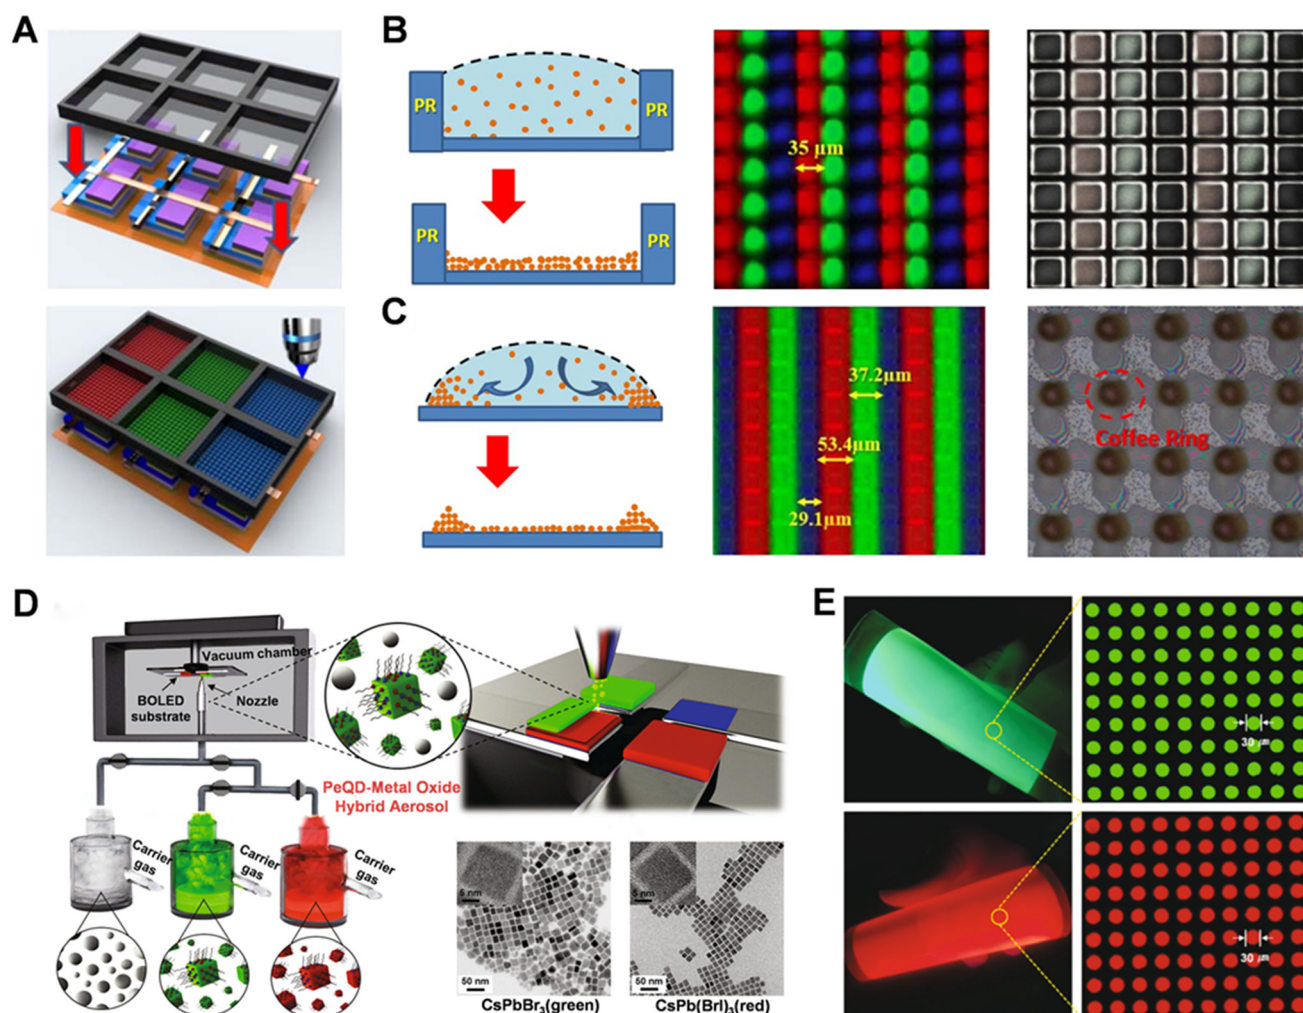 A
B
PR
PR
PR
PR
35 µm
C
37.2µm
53.4µm
29.1µm
Coffee Ring
D
Vacuum chamber
BOLED
substrate
Nozzle
PeQD-Metal Oxide
Hybrid Aerosol
Carrier
gas
Carrier
gas
Carrier
gas
5 nm
50 nm
CsPbBr₃(green)
5 nm
50 nm
CsPb(BrI)₃(red)
E
30 ㎛
30 ㎛